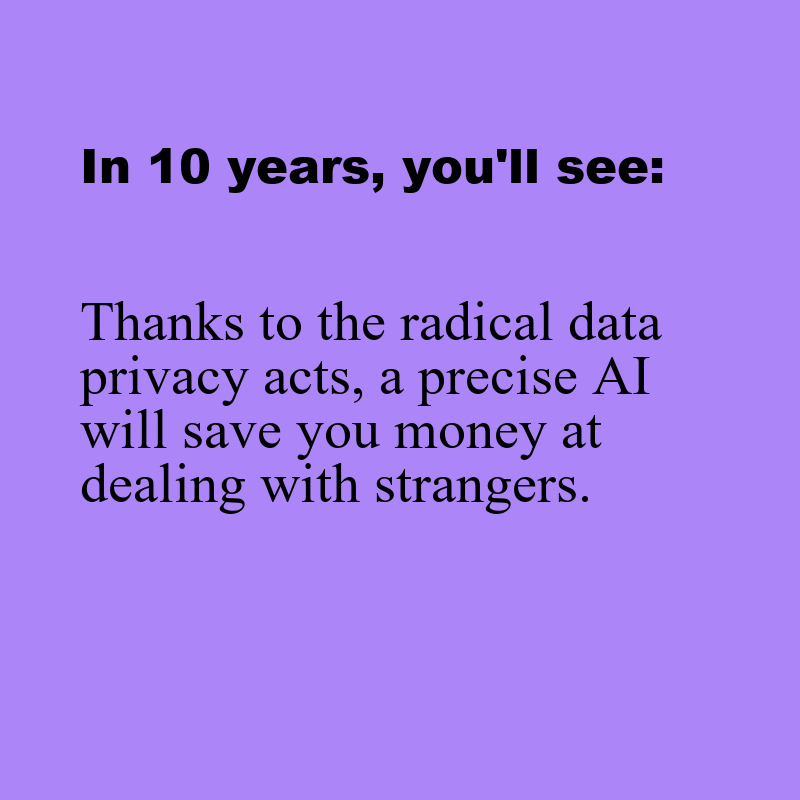 In 10 years, you'll see:
Thanks to the radical data
privacy acts, a precise AI
will save you money at
dealing with strangers.